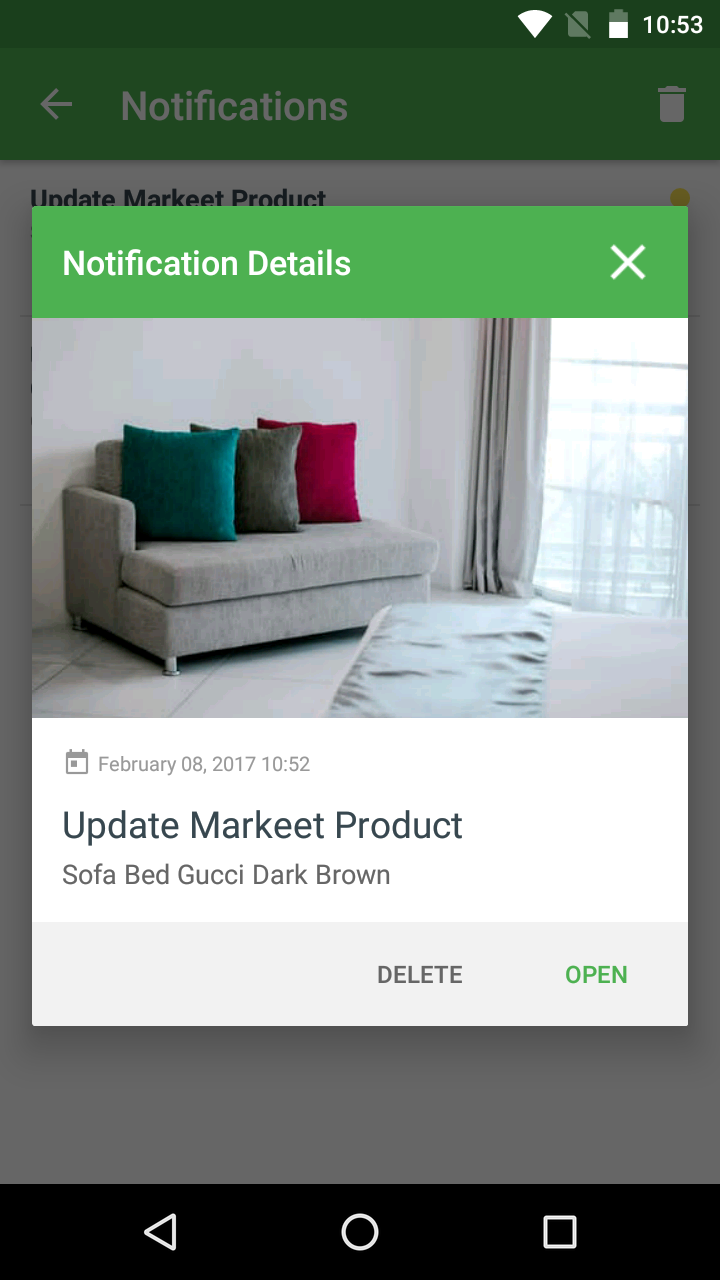 10:53
Notifications
Update Markeet Product
Notification Details
February 08, 2017 10:52
Update Markeet Product
Sofa Bed Gucci Dark Brown
DELETE
OPEN